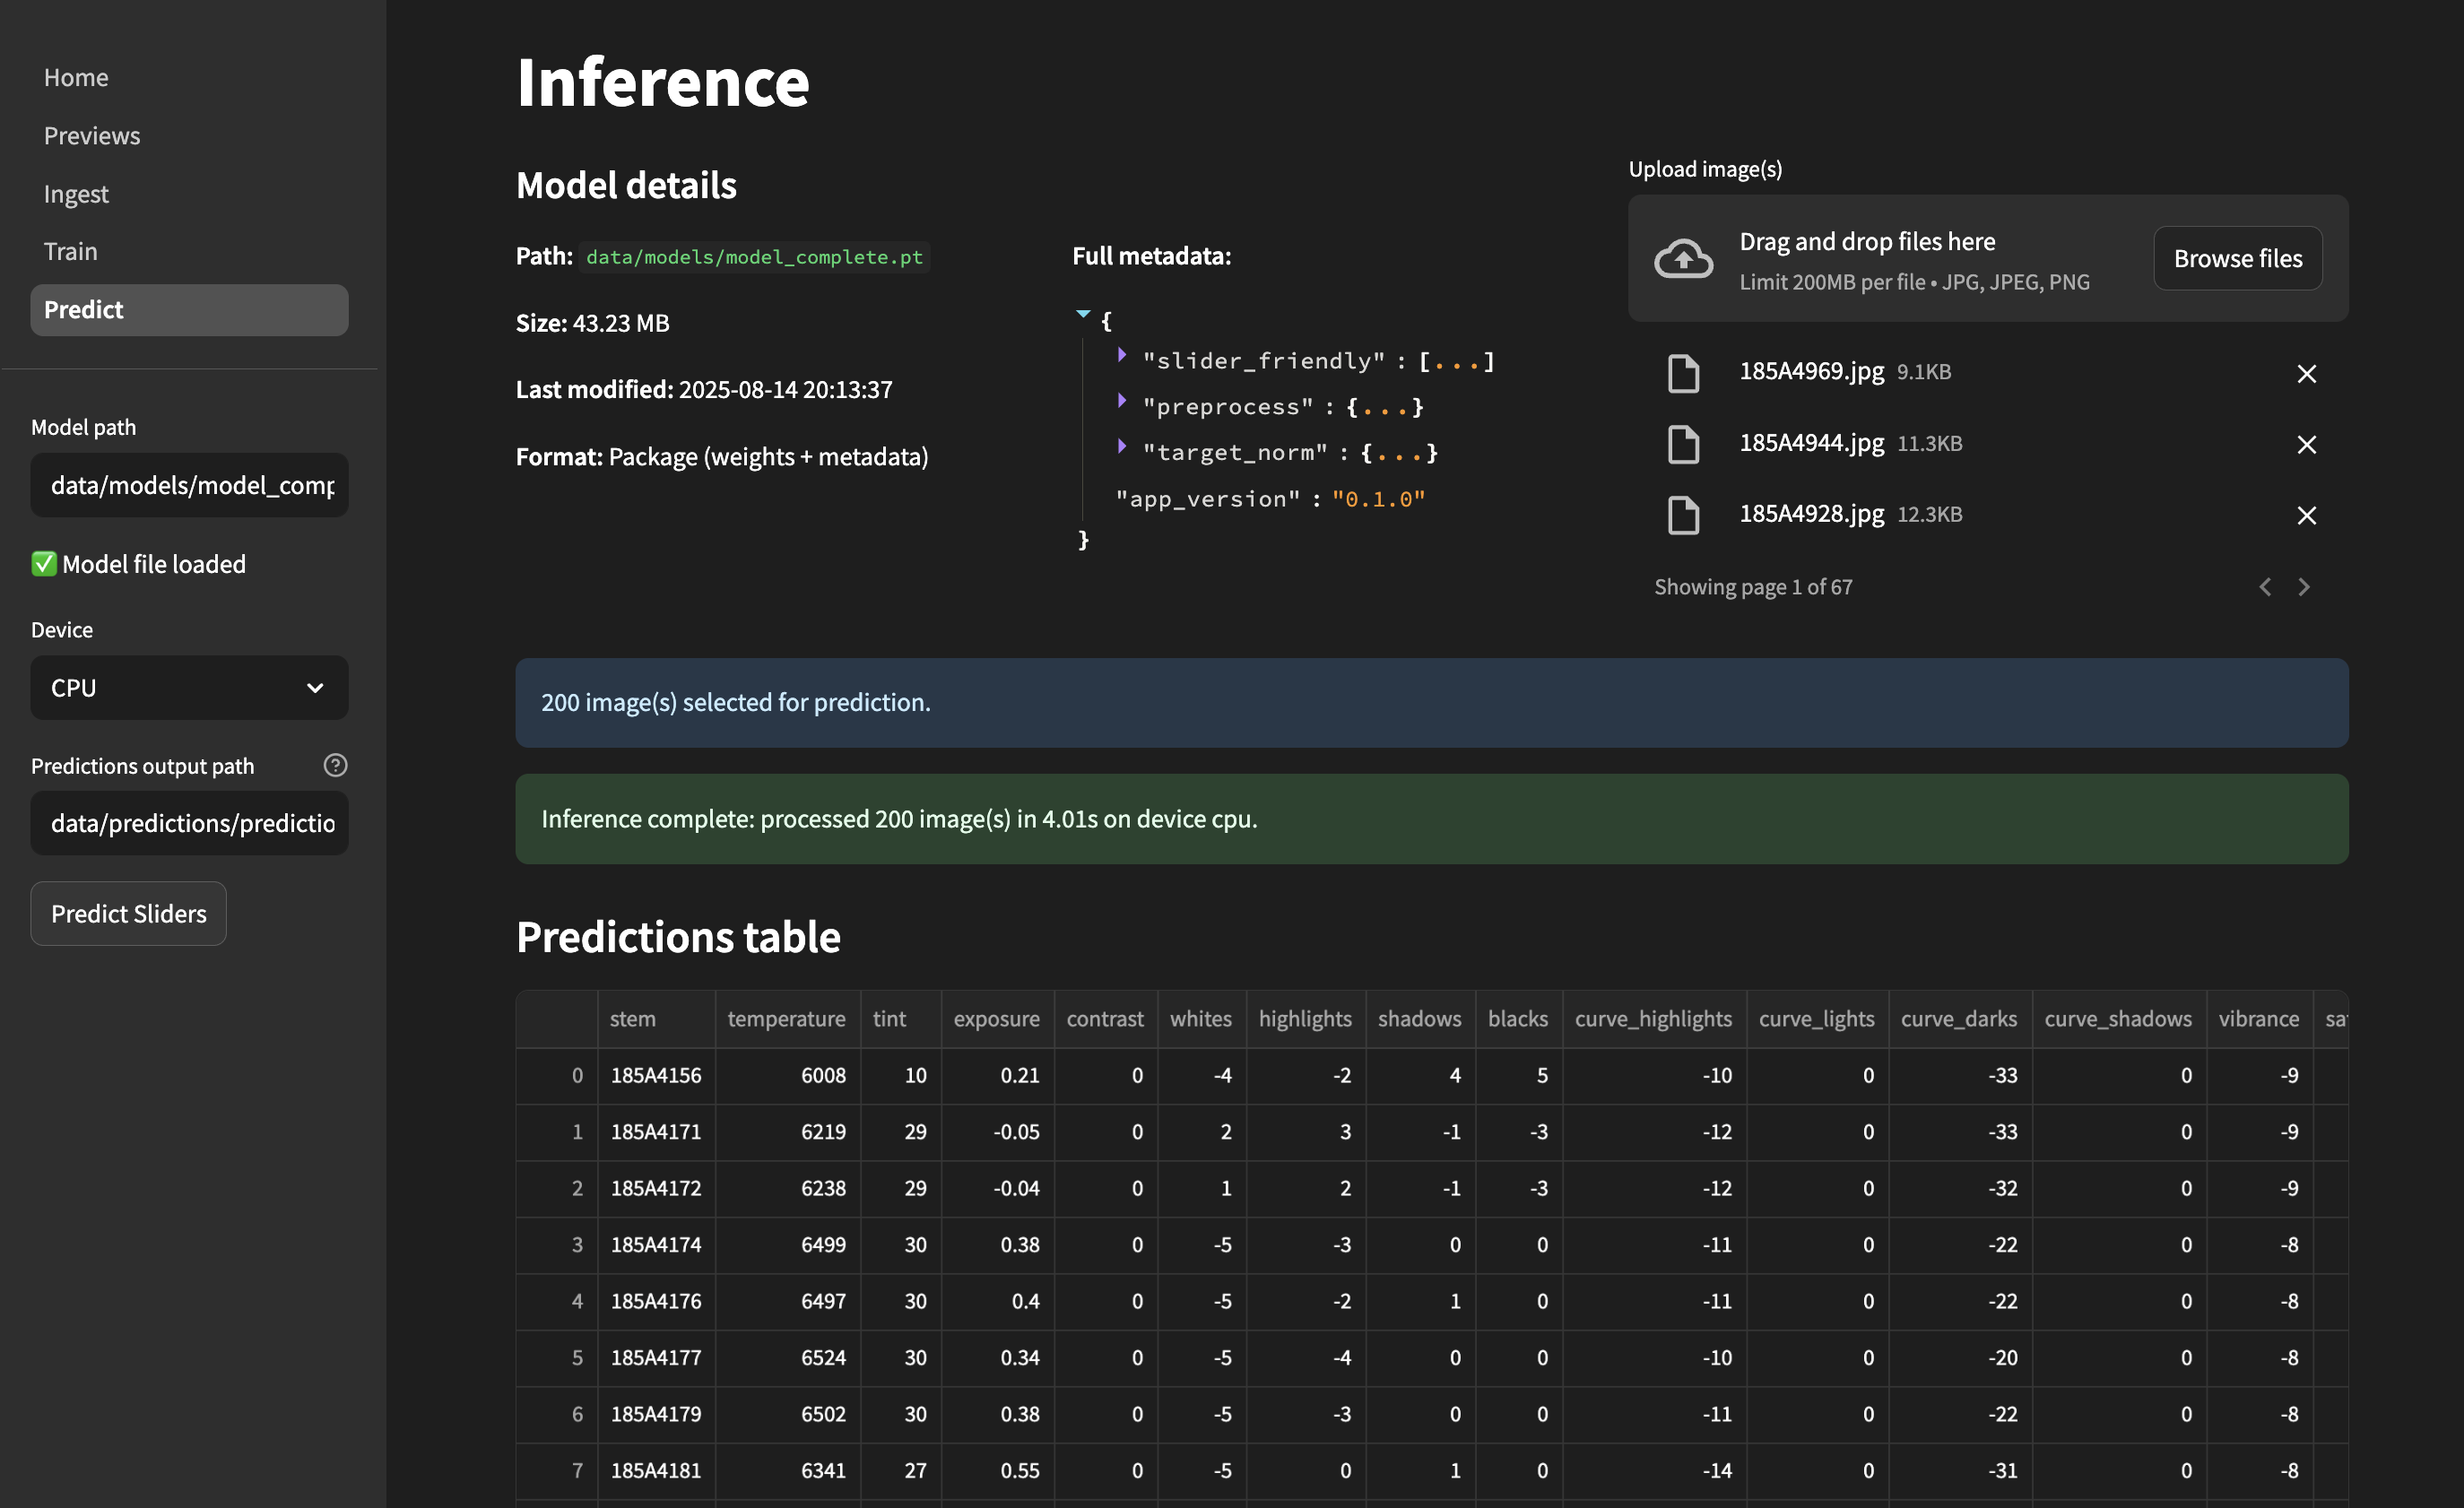 Home
Previews
Ingest
Train
Predict
Model path
data/models/model_comp
✅ Model file loaded
Device
CPU
Predictions output path
data/predictions/predictio
Predict Sliders
Inference
Model details
Path: data/models/model_complete.pt
Size: 43.23 MB
Last modified: 2025-08-14 20:13:37
Format: Package (weights + metadata)
Full metadata:
{
"slider_friendly" : [...]
"preprocess" : {...}
"target_norm" : {...}
"app_version" : "0.1.0"
}
Upload image(s)
Drag and drop files here
Limit 200MB per file • JPG, JPEG, PNG
Browse files
185A4969.jpg 9.1KB
185A4944.jpg 11.3KB
185A4928.jpg 12.3KB
Showing page 1 of 67
200 image(s) selected for prediction.
Inference complete: processed 200 image(s) in 4.01s on device cpu.
Predictions table
stem temperature tint exposure contrast whites highlights shadows blacks curve_highlights curve_lights curve_darks curve_shadows vibrance sa
0 185A4156 6008 10 0.21 0 -4 -2 4 5 -10 0 -33 0 -9
1 185A4171 6219 29 -0.05 0 2 3 -1 -3 -12 0 -33 0 -9
2 185A4172 6238 29 -0.04 0 1 2 -1 -3 -12 0 -32 0 -9
3 185A4174 6499 30 0.38 0 -5 -3 0 0 -11 0 -22 0 -8
4 185A4176 6497 30 0.4 0 -5 -2 1 0 -11 0 -22 0 -8
5 185A4177 6524 30 0.34 0 -5 -4 0 0 -10 0 -20 0 -8
6 185A4179 6502 30 0.38 0 -5 -3 0 0 -11 0 -22 0 -8
7 185A4181 6341 27 0.55 0 -5 0 1 0 -14 0 -31 0 -8